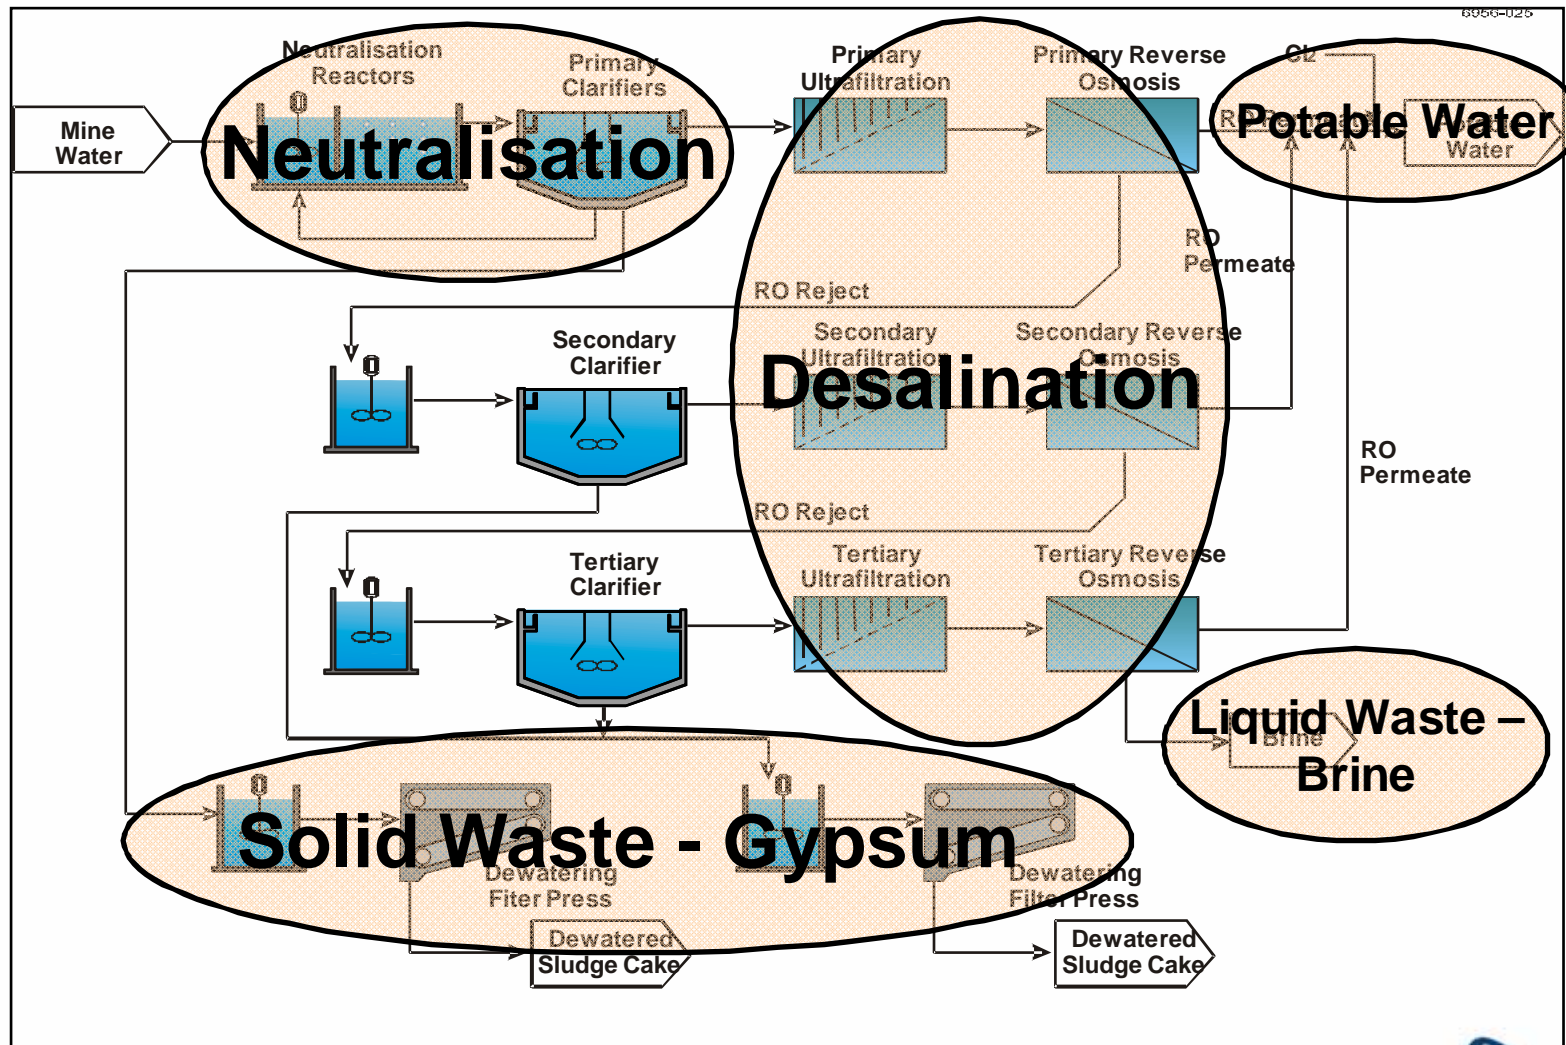 6956-025
Neutralisation
Reactors
Primary
Clarifiers
Primary
Ultrafiltration
Primary Reverse
Osmosis
Cl2
Mine
Water
Neutralisation
Potable Water
Water
RO
Permeate
RO Reject
Secondary
Clarifier
Secondary
Ultrafiltration
Secondary Reverse
Osmosis
Desalination
RO
Permeate
RO Reject
Tertiary
Clarifier
Tertiary
Ultrafiltration
Tertiary Reverse
Osmosis
Liquid Waste –
Brine
Brine
Solid Waste - Gypsum
Dewatering
Fiter Press
Dewatering
Filter Press
Dewatered
Sludge Cake
Dewatered
Sludge Cake